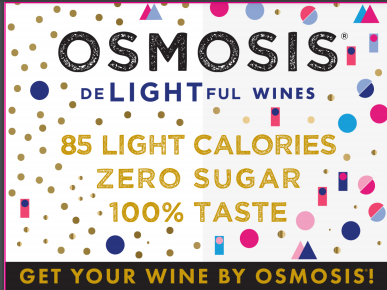 OSMOSIS®
DELIGHTFUL WINES
85 LIGHT CALORIES
ZERO SUGAR
100% TASTE
GET YOUR WINE BY OSMOSIS®!